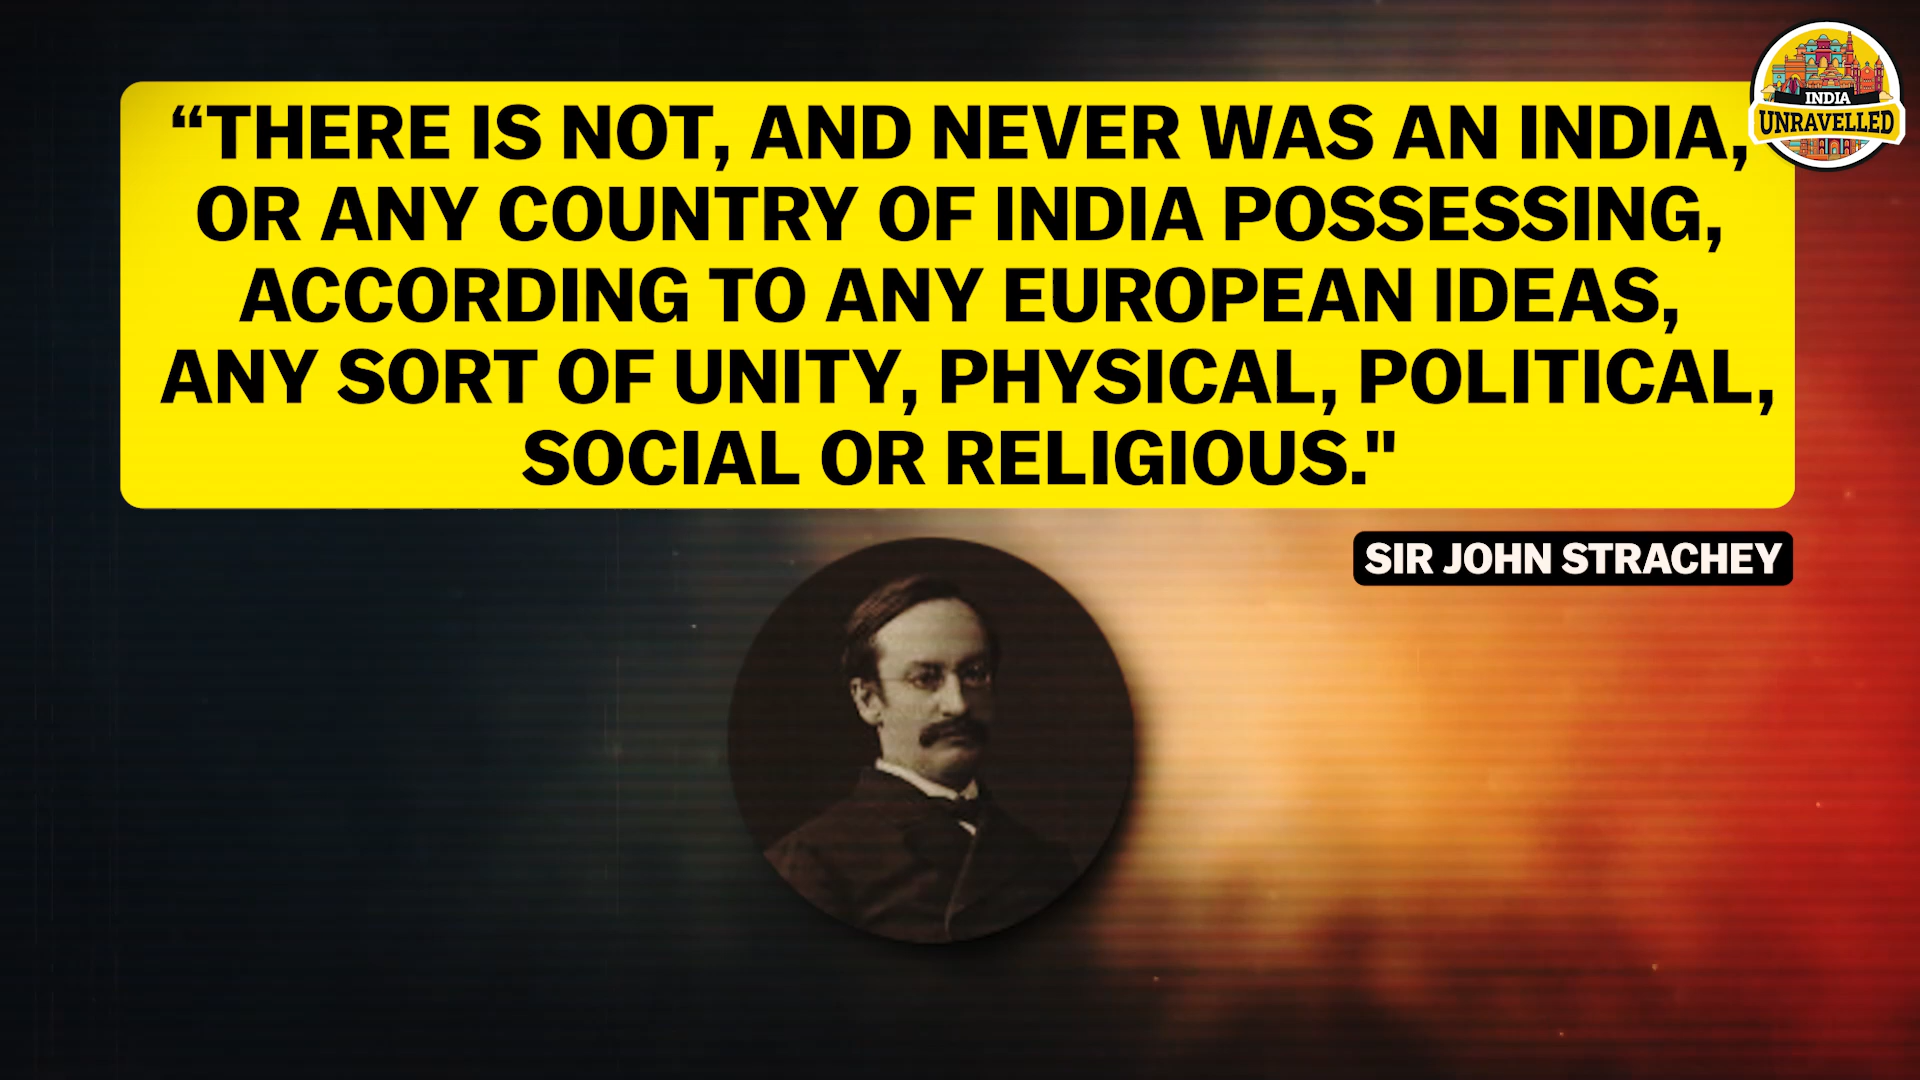 “THERE IS NOT, AND NEVER WAS AN INDIA,
OR ANY COUNTRY OF INDIA POSSESSING,
ACCORDING TO ANY EUROPEAN IDEAS,
ANY SORT OF UNITY, PHYSICAL, POLITICAL,
SOCIAL OR RELIGIOUS."
SIR JOHN STRACHEY
INDIA
UNRAVELLED